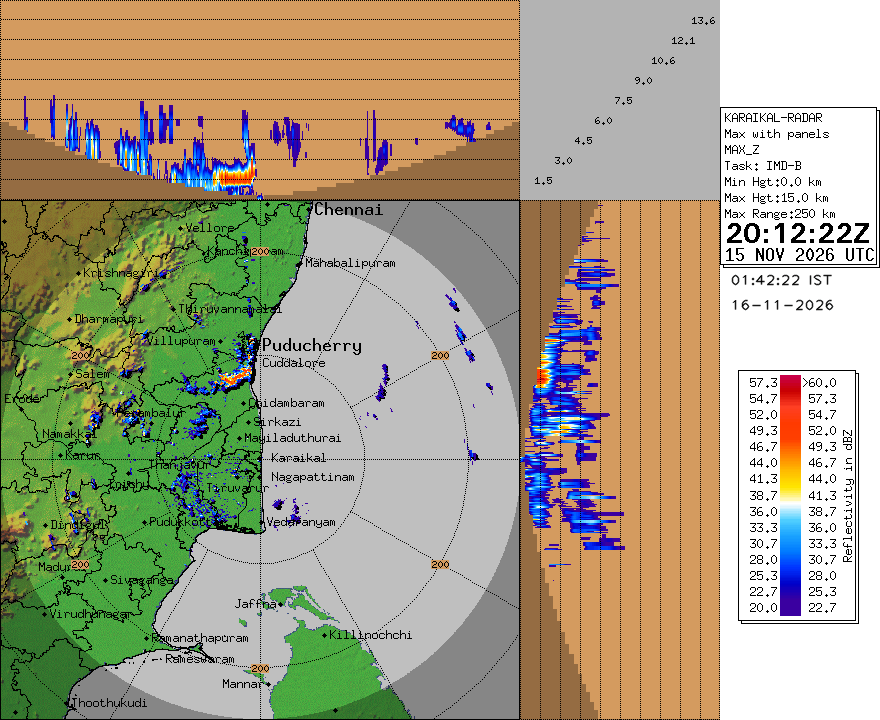 13.6
12.1
10.6
9.0
7.5
6.0
4.5
3.0
1.5
KARAIKAL-RADAR
Max with panels
MAX_Z
Task: IMD-B
Min Hgt:0.0 km
Max Hgt:15.0 km
Max Range:250 km
20:12:22Z
15 NOV 2026 UTC
01:42:22 IST
16-11-2026
Chennai
Vellore
200
Mahabalipuram
Krishnagiri
Thiruvannamalai
Dharmapuri
Villupuram
Puducherry
200
200
Cuddalore
Salem
Erode
Chidambaram
Perambalur
Sirkazi
Namakkal
Mayiladuthurai
Karur
Karaikal
Thanjavur
Nagapattinam
Tiruvarur
Dindigul
Pudukkottai
Vedaranyam
200
200
Madurai
Sivaganga
Jaffna
Virudhunagar
Killinochchi
Ramanathapuram
Rameswaram
200
Mannar
Thoothukudi
57.3 >60.0
54.7 57.3
52.0 54.7
49.3 52.0
46.7 49.3
44.0 46.7
41.3 44.0
38.7 41.3
36.0 38.7
33.3 36.0
30.7 33.3
28.0 30.7
25.3 28.0
22.7 25.3
20.0 22.7
Reflectivity in dBZ